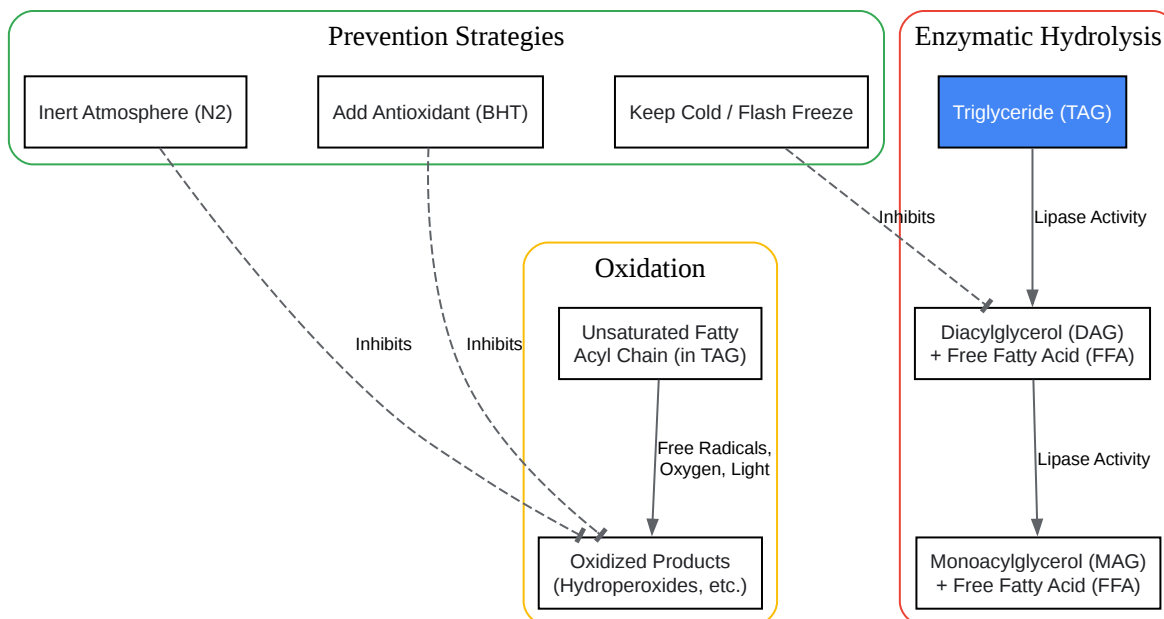 Prevention Strategies
Enzymatic Hydrolysis
Inert Atmosphere (N2)
Add Antioxidant (BHT)
Keep Cold / Flash Freeze
Triglyceride (TAG)
Inhibits
Lipase Activity
Oxidation
Unsaturated Fatty
Acyl Chain (in TAG)
Diacylglycerol (DAG)
+ Free Fatty Acid (FFA)
Inhibits
Inhibits
Free Radicals,
Oxygen, Light
Lipase Activity
Oxidized Products
(Hydroperoxides, etc.)
Monoacylglycerol (MAG)
+ Free Fatty Acid (FFA)